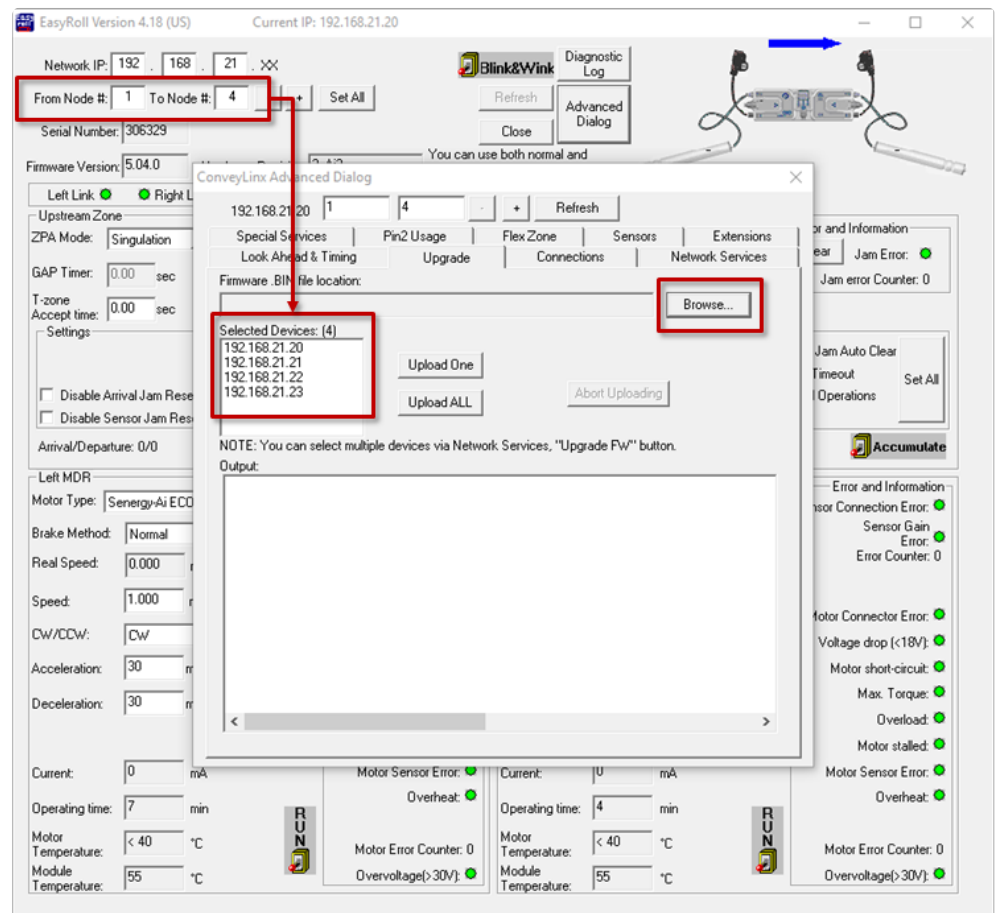 EasyRoll Version 4.18 (US) Current IP: 192.168.21.20
Network IP: 192 . 168 . 21 . XX
Blink&Wink
Diagnostic Log
From Node #: 1 To Node #: 4 - + Set All
Refresh
Advanced Dialog
Serial Number: 306329
Close
You can use both normal and
Firmware Version: 5.04.0
Left Link Right L
Upstream Zone
ZPA Mode: Singulation
GAP Timer: 0.00 sec
T-zone Accept time: 0.00 sec
Settings
Disable Arrival Jam Rese
Disable Sensor Jam Res
Arrival/Departure: 0/0
ConveyLinx Advanced Dialog
192.168.21.20 1 4 - + Refresh
Special Services Pin2 Usage Flex Zone Sensors Extensions
Look Ahead & Timing Upgrade Connections Network Services
Firmware .BIN file location:
Browse...
Selected Devices: (4)
192.168.21.20
192.168.21.21
192.168.21.22
192.168.21.23
Upload One
Upload ALL
Abort Uploading
NOTE: You can select multiple devices via Network Services, "Upgrade FW" button.
Output:
or and Information
ear Jam Error:
Jam error Counter: 0
Jam Auto Clear
Timeout
l Operations
Set All
Accumulate
Left MDR
Motor Type: Senergy-Ai ECO
Brake Method: Normal
Real Speed: 0.000
Speed: 1.000
CW/CCW: CW
Acceleration: 30
Deceleration: 30
Current: 0 mA
Operating time: 7 min
Motor Temperature: < 40 °C
Module Temperature: 55 °C
RUN
Motor Sensor Error:
Overheat:
Motor Error Counter: 0
Overvoltage(>30V):
Current: 0 mA
Operating time: 4 min
Motor Temperature: < 40 °C
Module Temperature: 55 °C
RUN
Error and Information
nsor Connection Error:
Sensor Gain Error:
Error Counter: 0
Motor Connector Error:
Voltage drop (<18V):
Motor short-circuit:
Max. Torque:
Overload:
Motor stalled:
Motor Sensor Error:
Overheat:
Motor Error Counter: 0
Overvoltage(>30V):